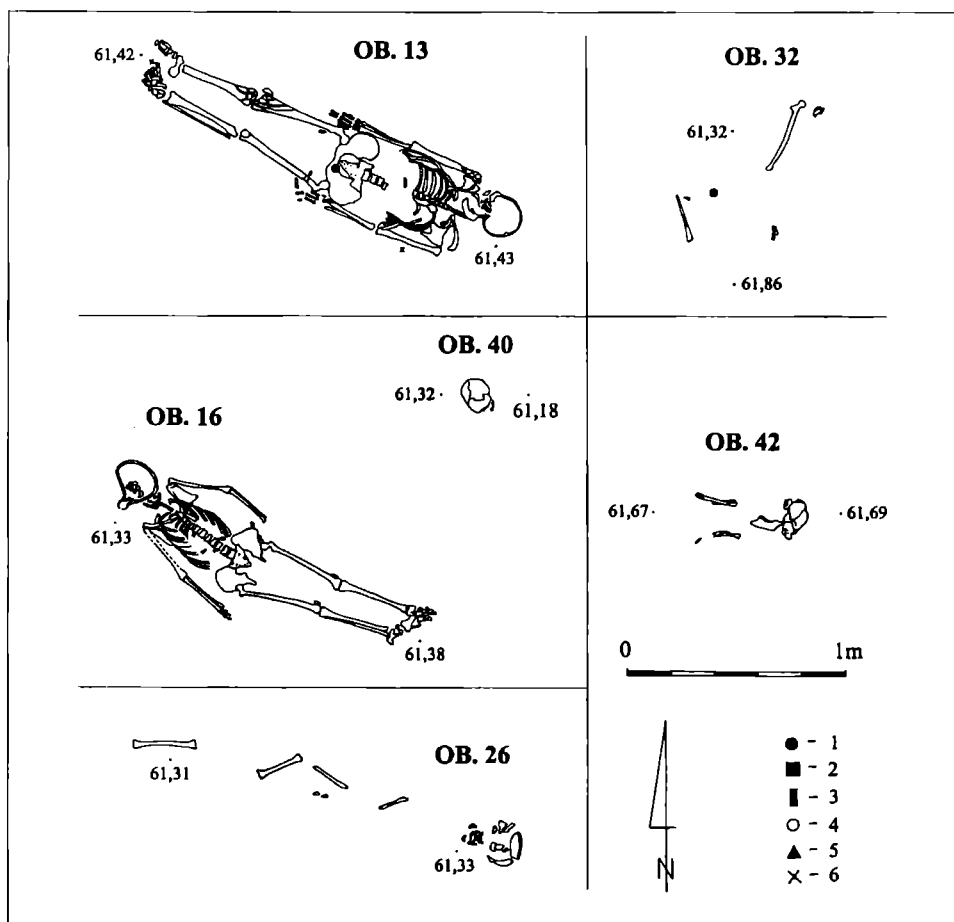 OB. 13
61,42
61,43
OB. 32
61,32
61,86
OB. 40
61,32
61,18
OB. 16
61,33
61,38
OB. 42
61,67
61,69
0 1m
OB. 26
61,31
61,33
N
- 1
- 2
- 3
- 4
- 5
- 6